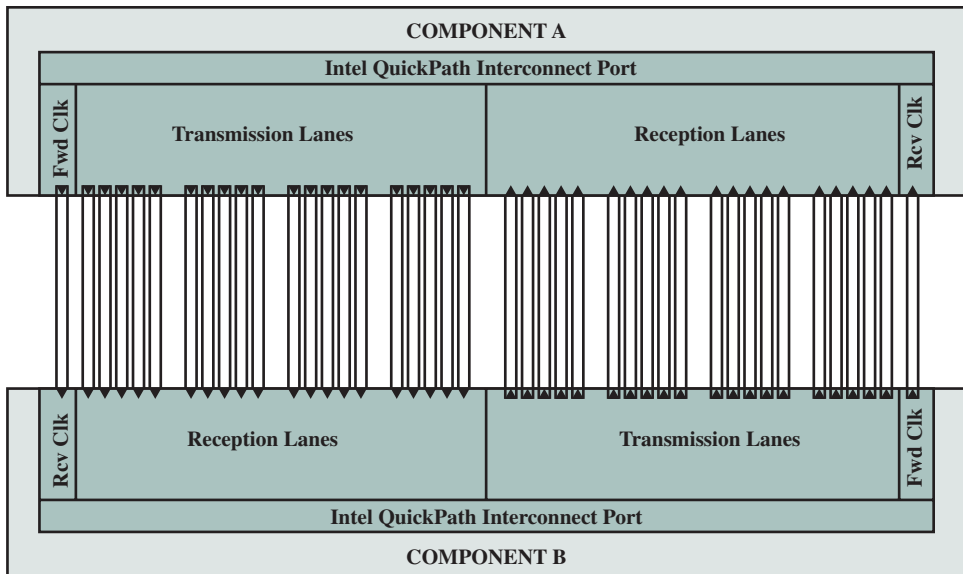 COMPONENT A
Intel QuickPath Interconnect Port
Fwd Clk
Transmission Lanes
Reception Lanes
Rcv Clk
Rcv Clk
Reception Lanes
Transmission Lanes
Fwd Clk
Intel QuickPath Interconnect Port
COMPONENT B